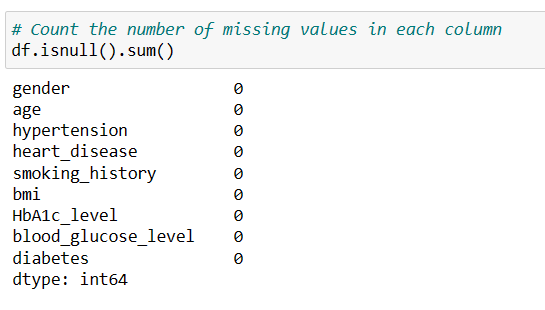 # Count the number of missing values in each column
df.isnull().sum()
gender 0
age 0
hypertension 0
heart_disease 0
smoking_history 0
bmi 0
HbA1c_level 0
blood_glucose_level 0
diabetes 0
dtype: int64